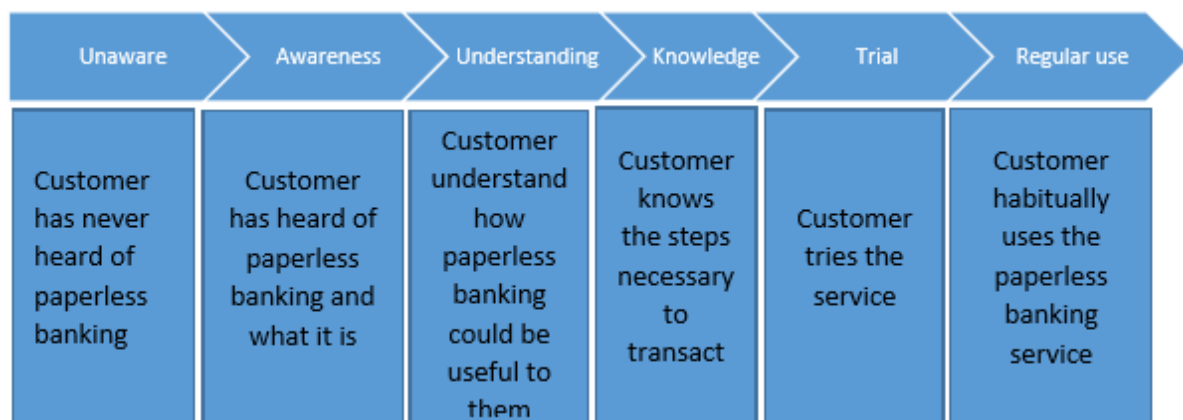 Unaware
Awareness
Understanding
Knowledge
Trial
Regular use
Customer
has never
heard of
paperless
banking
Customer
has heard of
paperless
banking and
what it is
Customer
understand
how
paperless
banking
could be
useful to
them
Customer
knows
the steps
necessary
to
transact
Customer
tries the
service
Customer
habitually
uses the
paperless
banking
service